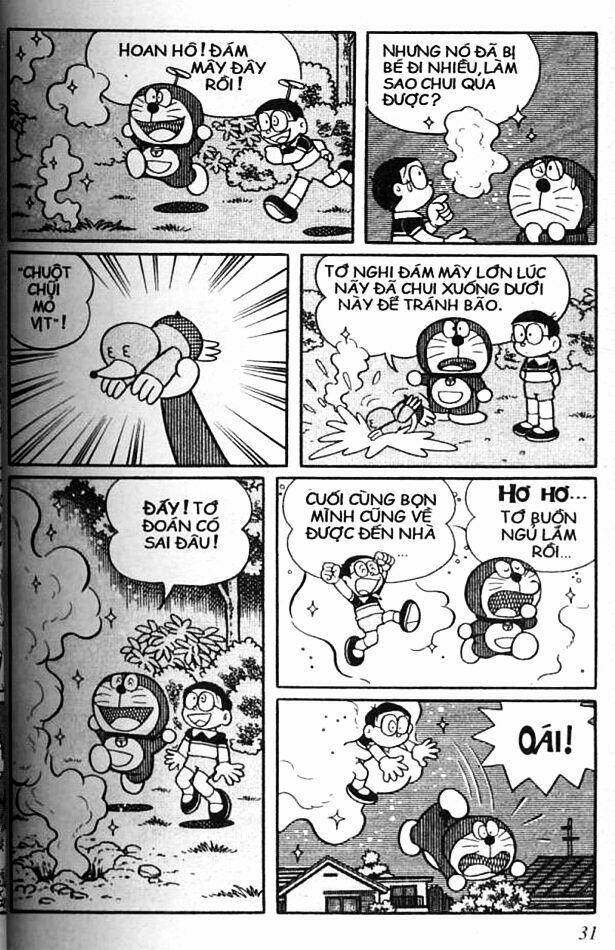 HOAN HÔ! ĐÁM
MÂY ĐÂY
RỒI!
NHƯNG NÓ ĐÃ BỊ
BÉ ĐI NHIỀU, LÀM
SAO CHUI QUA
ĐƯỢC?
"CHUỘT
CHŨI
MỎ
VỊT"!
TỚ NGHI ĐÁM MÂY LỚN LÚC
NÃY ĐÃ CHUI XUỐNG DƯỚI
NÀY ĐỂ TRÁNH BÃO.
ĐẤY! TỚ
ĐOÁN CÓ
SAI ĐÂU!
CUỐI CÙNG BỌN
MÌNH CŨNG VỀ
ĐƯỢC ĐẾN NHÀ
...
HƠ HƠ...
TỚ BUỒN
NGỦ LẮM
RỒI...
OÁI!
31